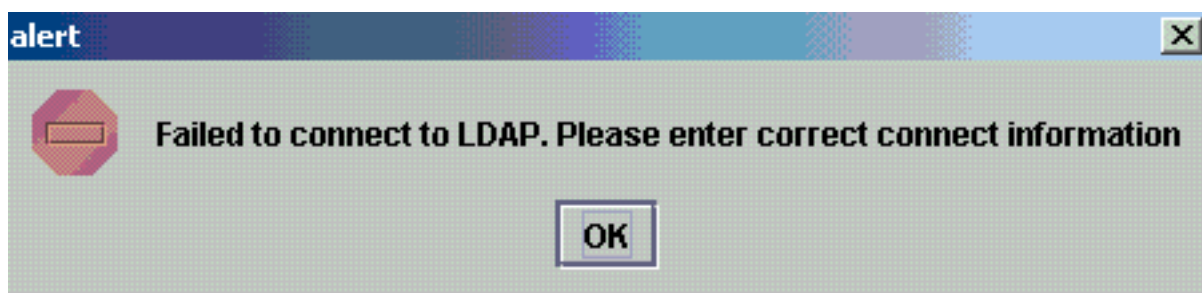 alert
Failed to connect to LDAP. Please enter correct connect information
OK